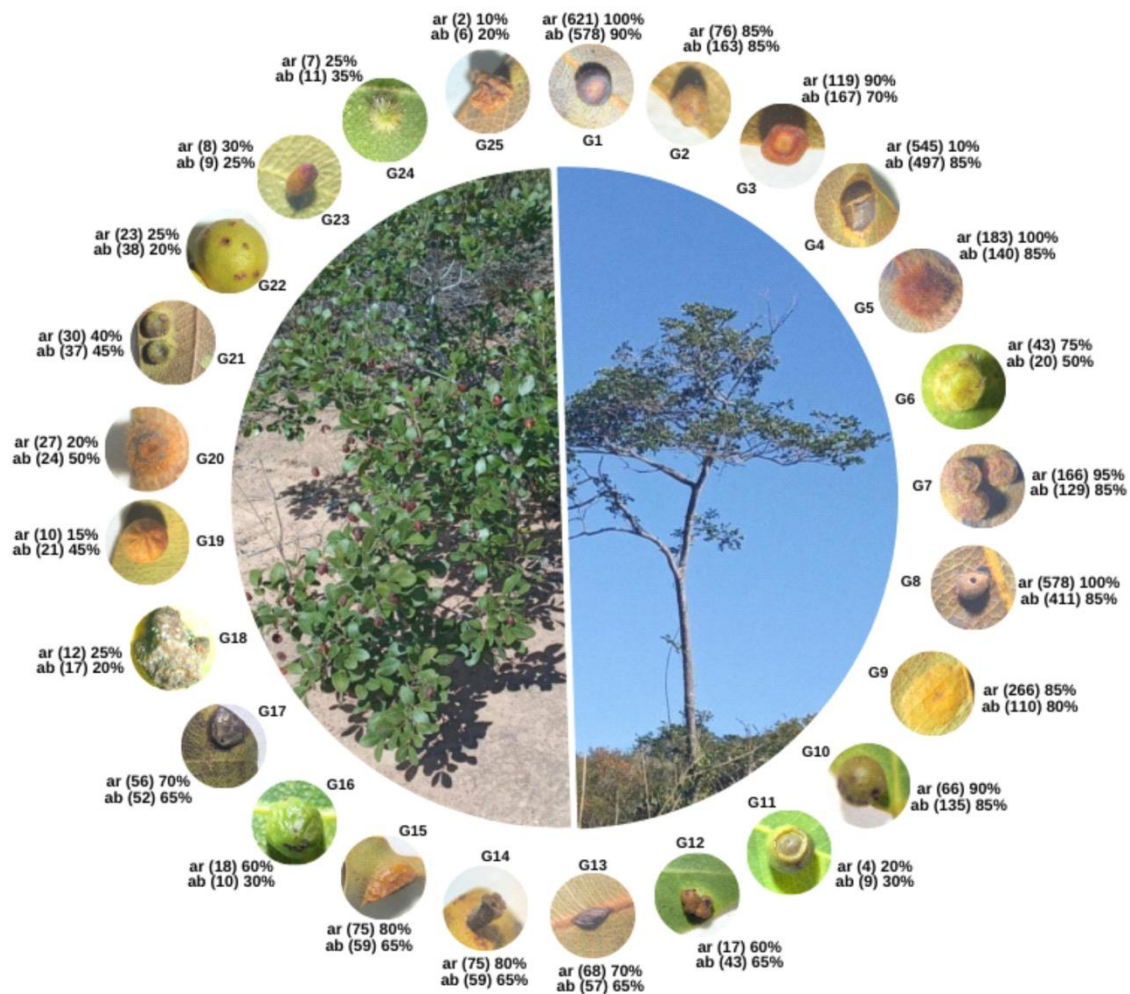 ar (621) 100%
ab (578) 90%
G1
ar (76) 85%
ab (163) 85%
G2
ar (119) 90%
ab (167) 70%
G3
ar (545) 10%
ab (497) 85%
G4
ar (183) 100%
ab (140) 85%
G5
ar (43) 75%
ab (20) 50%
G6
ar (166) 95%
ab (129) 85%
G7
ar (578) 100%
ab (411) 85%
G8
ar (266) 85%
ab (110) 80%
G9
ar (66) 90%
ab (135) 85%
G10
ar (4) 20%
ab (9) 30%
G11
ar (17) 60%
ab (43) 65%
G12
ar (68) 70%
ab (57) 65%
G13
ar (75) 80%
ab (59) 65%
G14
ar (75) 80%
ab (59) 65%
G15
ar (18) 60%
ab (10) 30%
G16
ar (56) 70%
ab (52) 65%
G17
ar (12) 25%
ab (17) 20%
G18
ar (10) 15%
ab (21) 45%
G19
ar (27) 20%
ab (24) 50%
G20
ar (30) 40%
ab (37) 45%
G21
ar (23) 25%
ab (38) 20%
G22
ar (8) 30%
ab (9) 25%
G23
ar (7) 25%
ab (11) 35%
G24
ar (2) 10%
ab (6) 20%
G25